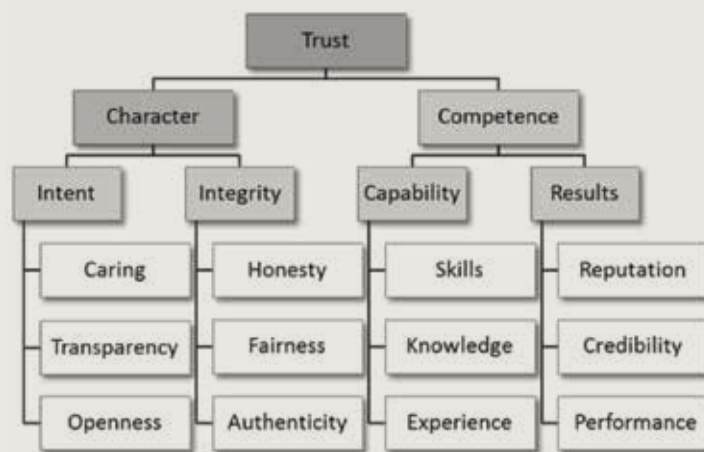 Trust
Character
Competence
Intent
Integrity
Capability
Results
Caring
Honesty
Skills
Reputation
Transparency
Fairness
Knowledge
Credibility
Openness
Authenticity
Experience
Performance